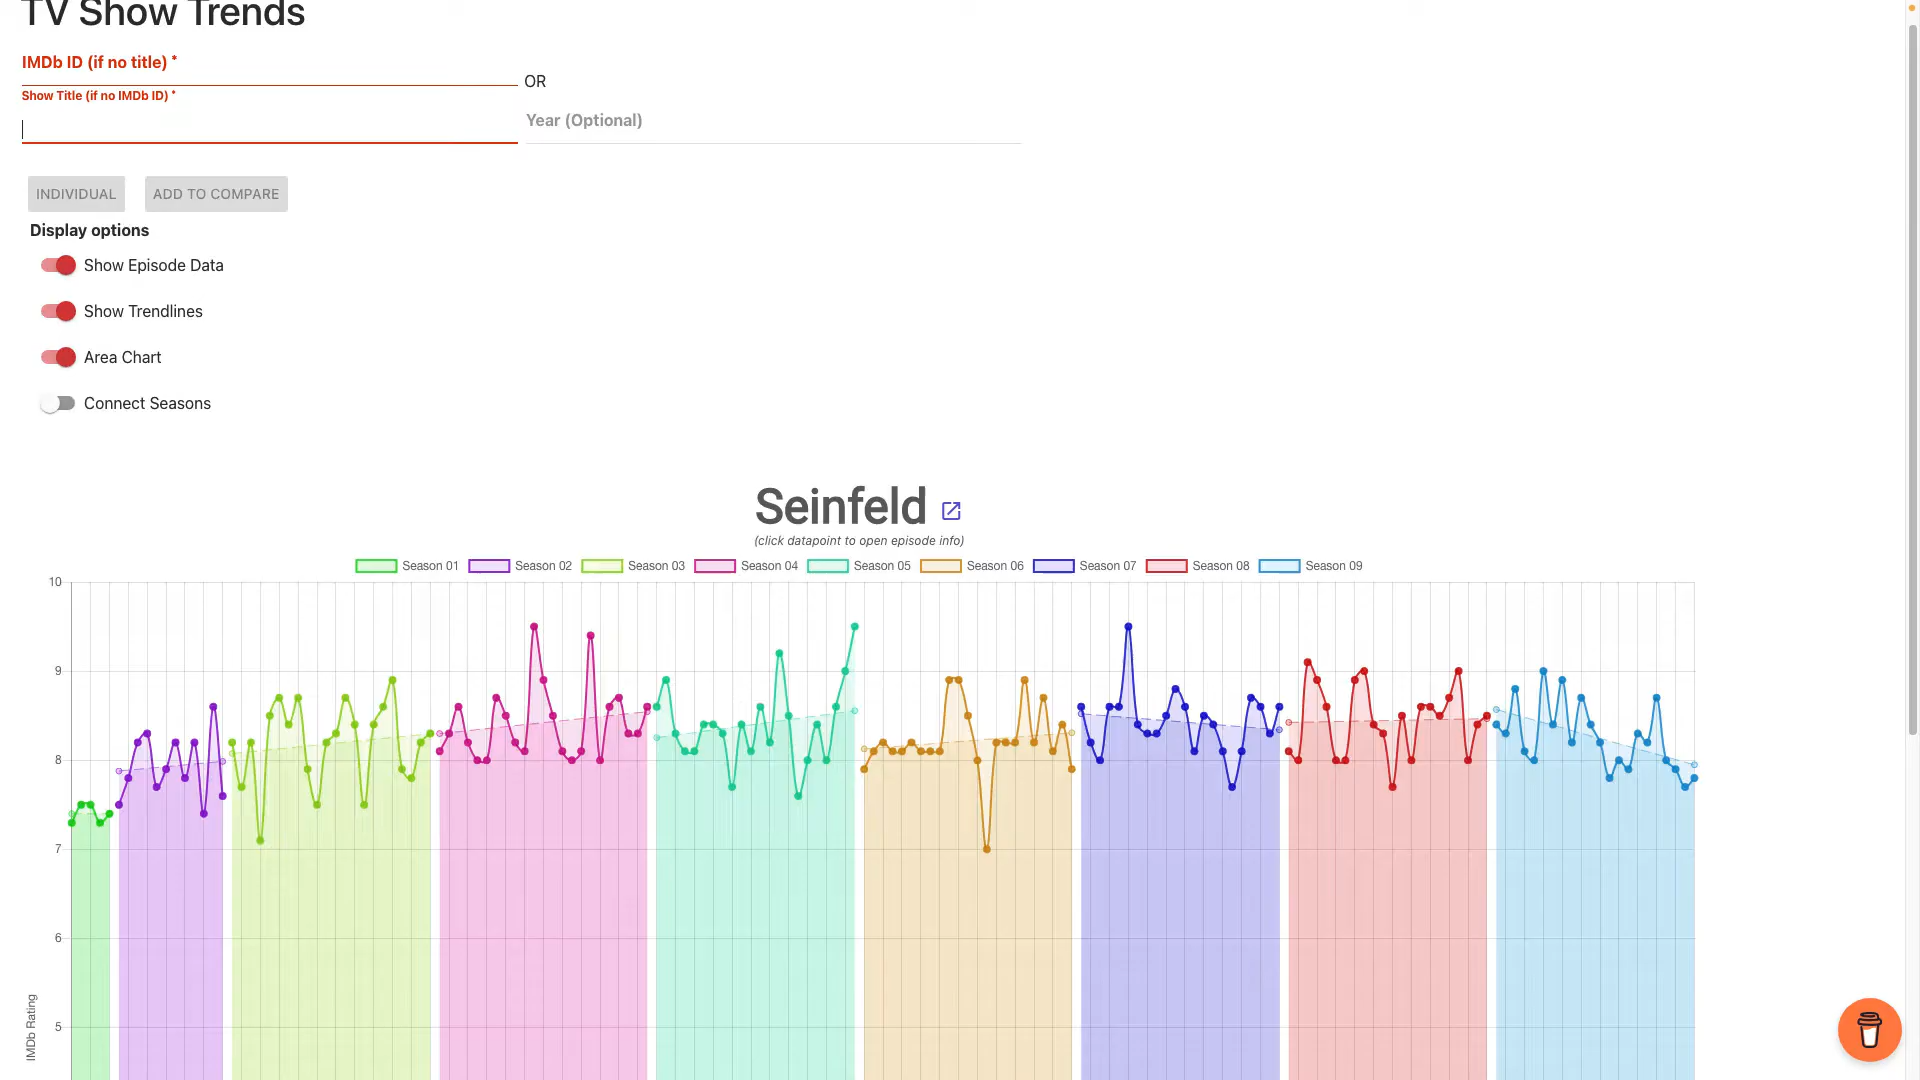 TV Show Trends
IMDb ID (if no title) *
OR
Show Title (if no IMDb ID) *
Year (Optional)
INDIVIDUAL
ADD TO COMPARE
Display options
Show Episode Data
Show Trendlines
Area Chart
Connect Seasons
Seinfeld
(click datapoint to open episode info)
Season 01 Season 02 Season 03 Season 04 Season 05 Season 06 Season 07 Season 08 Season 09
10
9
8
7
6
5
IMDb Rating